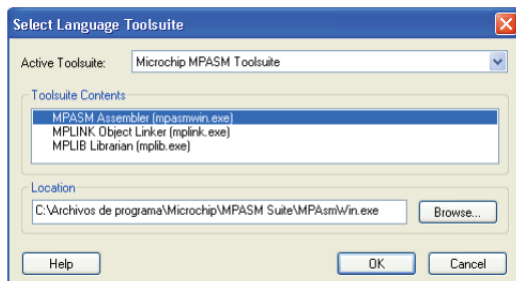 Select Language Toolsuite
Active Toolsuite: Microchip MPASM Toolsuite
Toolsuite Contents
MPASM Assembler (mpasmwin.exe)
MPLINK Object Linker (mplink.exe)
MPLIB Librarian (mplib.exe)
Location
C:\Archivos de programa\Microchip\MPASM Suite\MPAsmWin.exe Browse...
Help OK Cancel